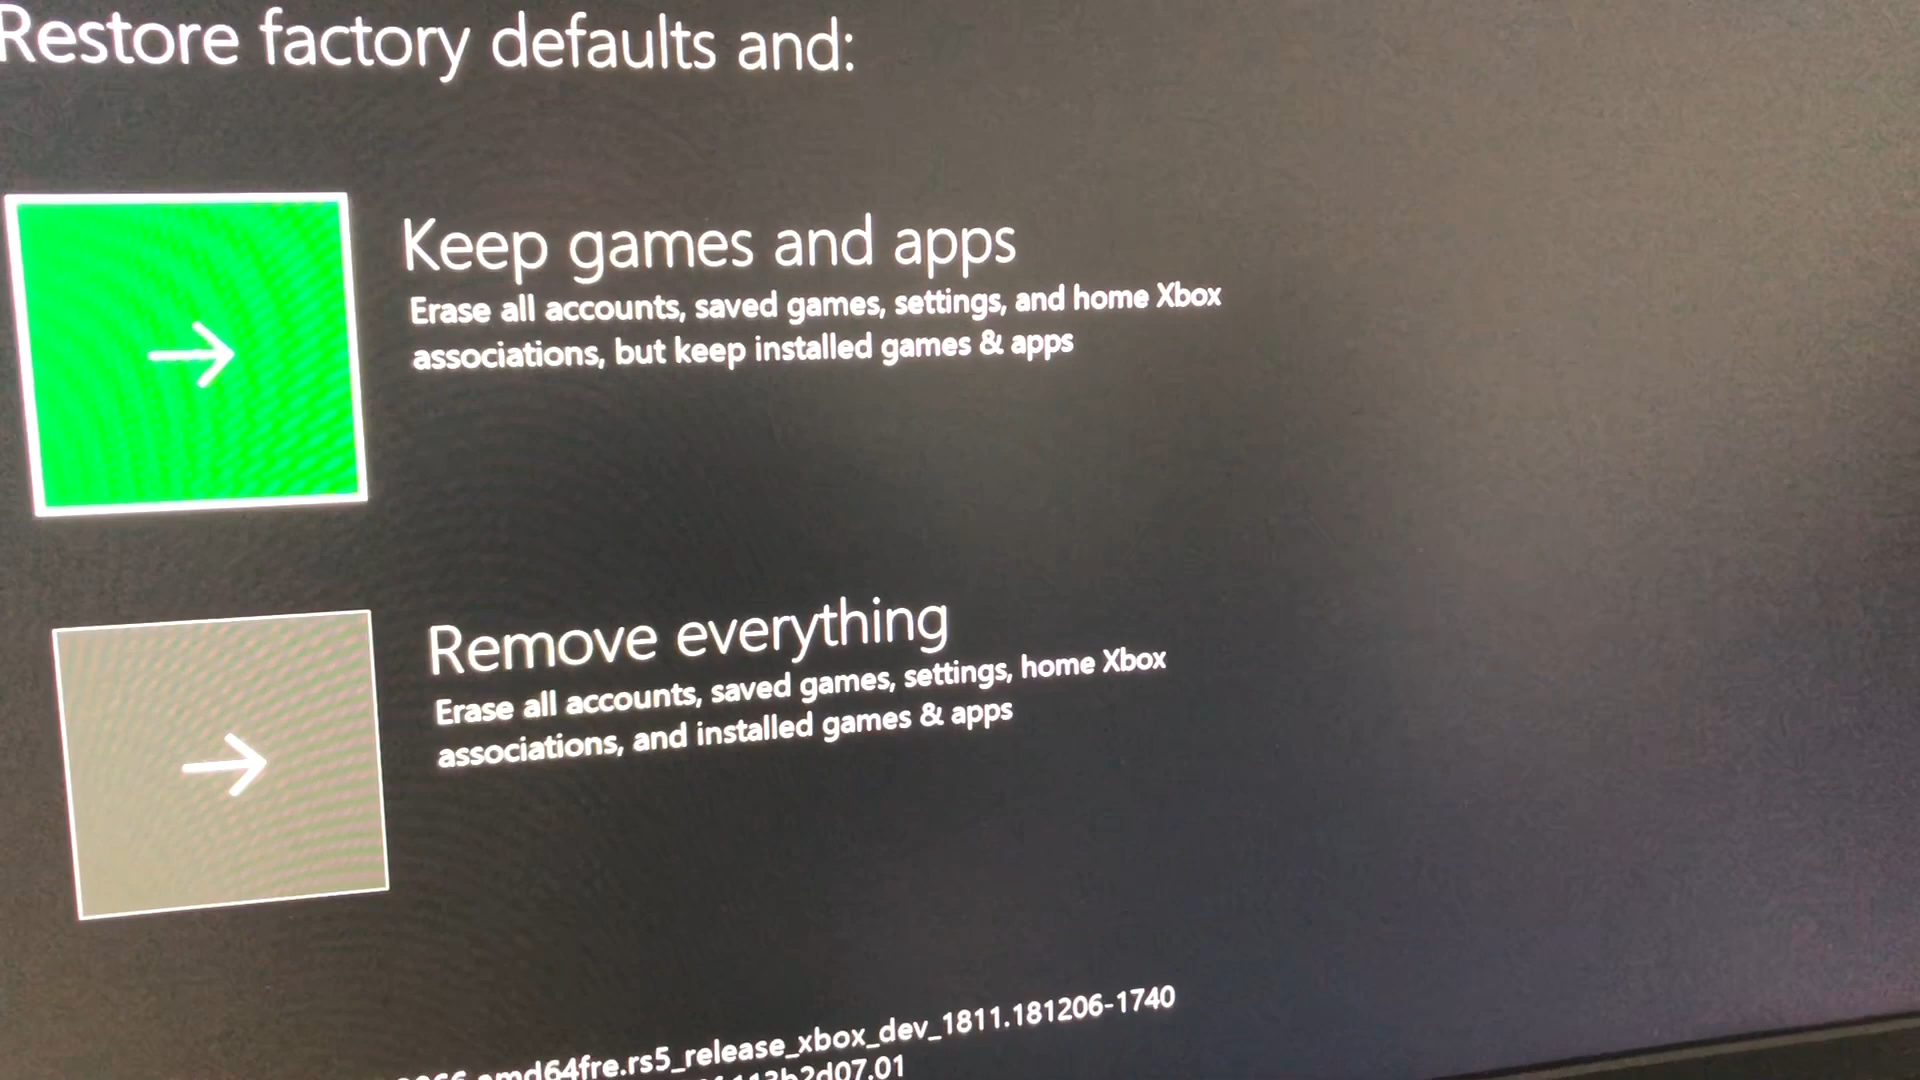 Restore factory defaults and:
Keep games and apps
Erase all accounts, saved games, settings, and home Xbox
associations, but keep installed games & apps
Remove everything
Erase all accounts, saved games, settings, home Xbox
associations, and installed games & apps
amd64fre.rs5_release_xbox_dev_1811.181206-1740